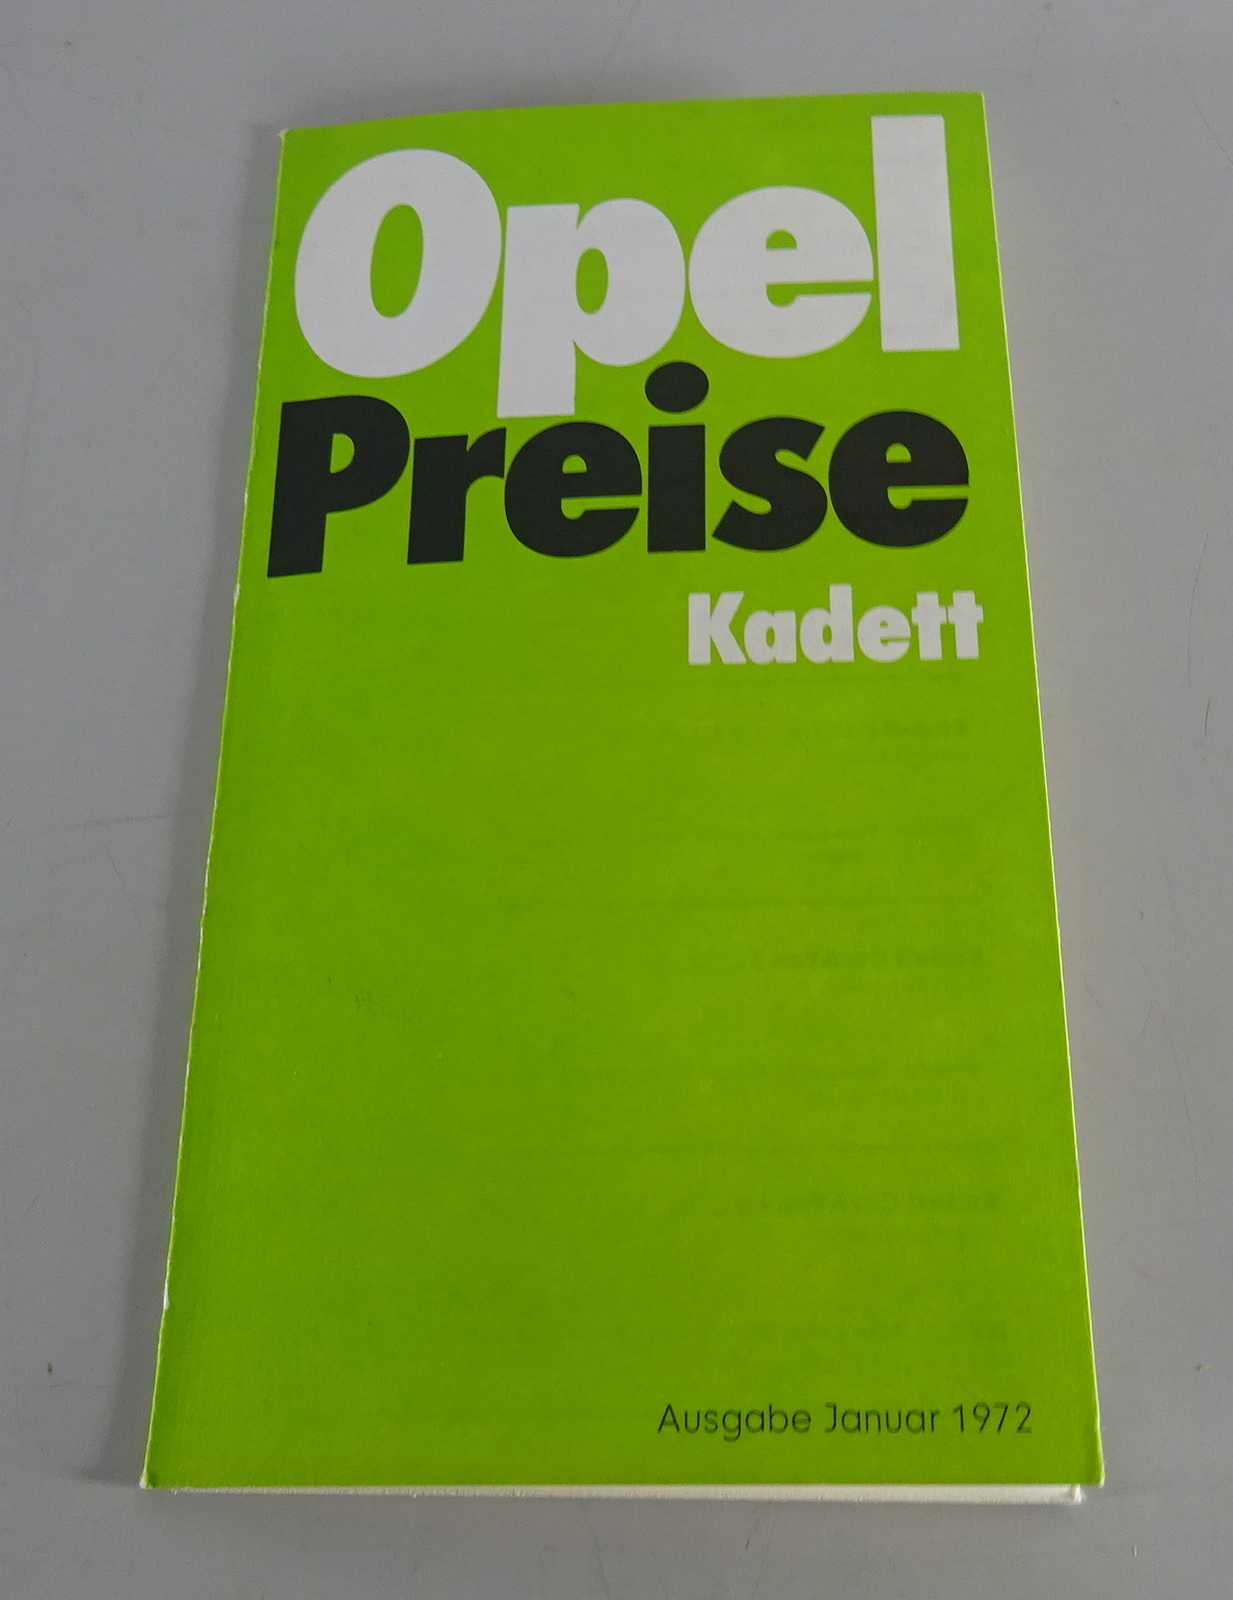 Opel
Preise
Kadett
Ausgabe Januar 1972